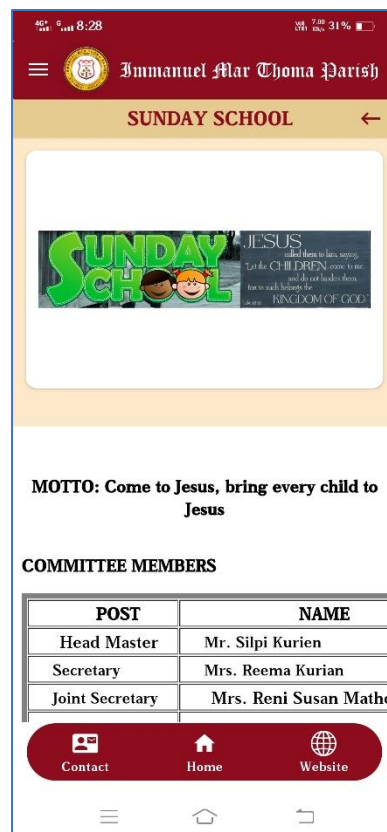 8:28
7.00
31%
Immanuel Mar Thoma Parish
SUNDAY SCHOOL
SUNDAY
SCHOOL
JESUS
called them to him, saying,
"Let the CHILDREN come to me
and do not hinder them,
for to such belongs the
KINGDOM OF GOD"
MOTTO: Come to Jesus, bring every child to
Jesus
COMMITTEE MEMBERS
POST NAME
Head Master Mr. Silpi Kurien
Secretary Mrs. Reema Kurian
Joint Secretary Mrs. Reni Susan Math
Contact Home Website